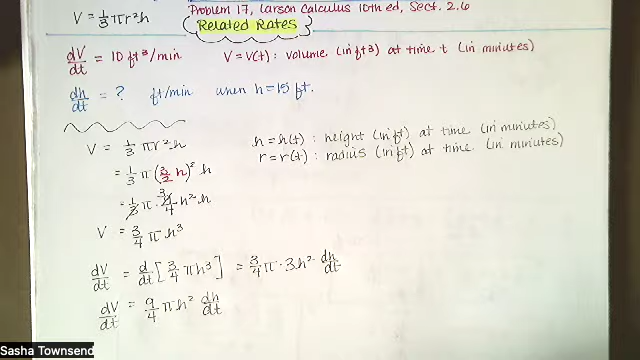 V = 1/3 πr²h
Problem 17, Larson Calculus 10th ed, Sect. 2.6
Related Rates
dV/dt = 10 ft³/min V = V(t): volume (in ft³) at time t (in minutes)
dh/dt = ? ft/min when h = 15 ft.
V = 1/3 πr²h h = h(t): height (in ft) at time (in minutes)
= 1/3 π (3/2 h)² h r = r(t): radius (in ft) at time (in minutes)
= 1/3 π · 9/4 h² h
V = 3/4 π h³
dV/dt = d/dt [3/4 πh³] = 3/4 π · 3h² dh/dt
dV/dt = 9/4 πh² dh/dt
Sasha Townsend